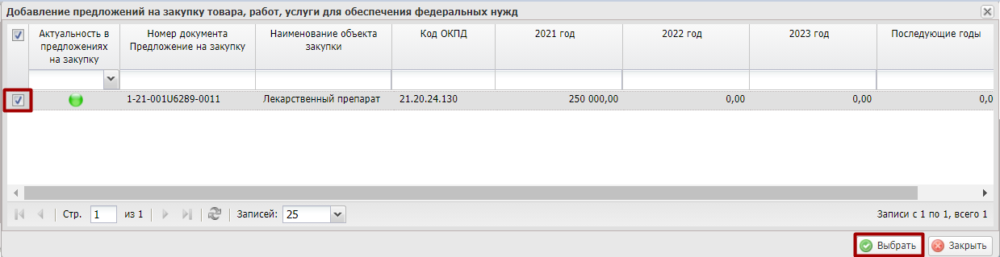 Добавление предложений на закупку товара, работ, услуги для обеспечения федеральных нужд
Актуальность в предложениях на закупку
Номер документа Предложение на закупку
Наименование объекта закупки
Код ОКПД
2021 год
2022 год
2023 год
Последующие годы
1-21-001U6289-0011 Лекарственный препарат 21.20.24.130 250 000,00 0,00 0,00 0,0
Стр. 1 из 1 Записей: 25 Записи с 1 по 1, всего 1
Выбрать Закрыть